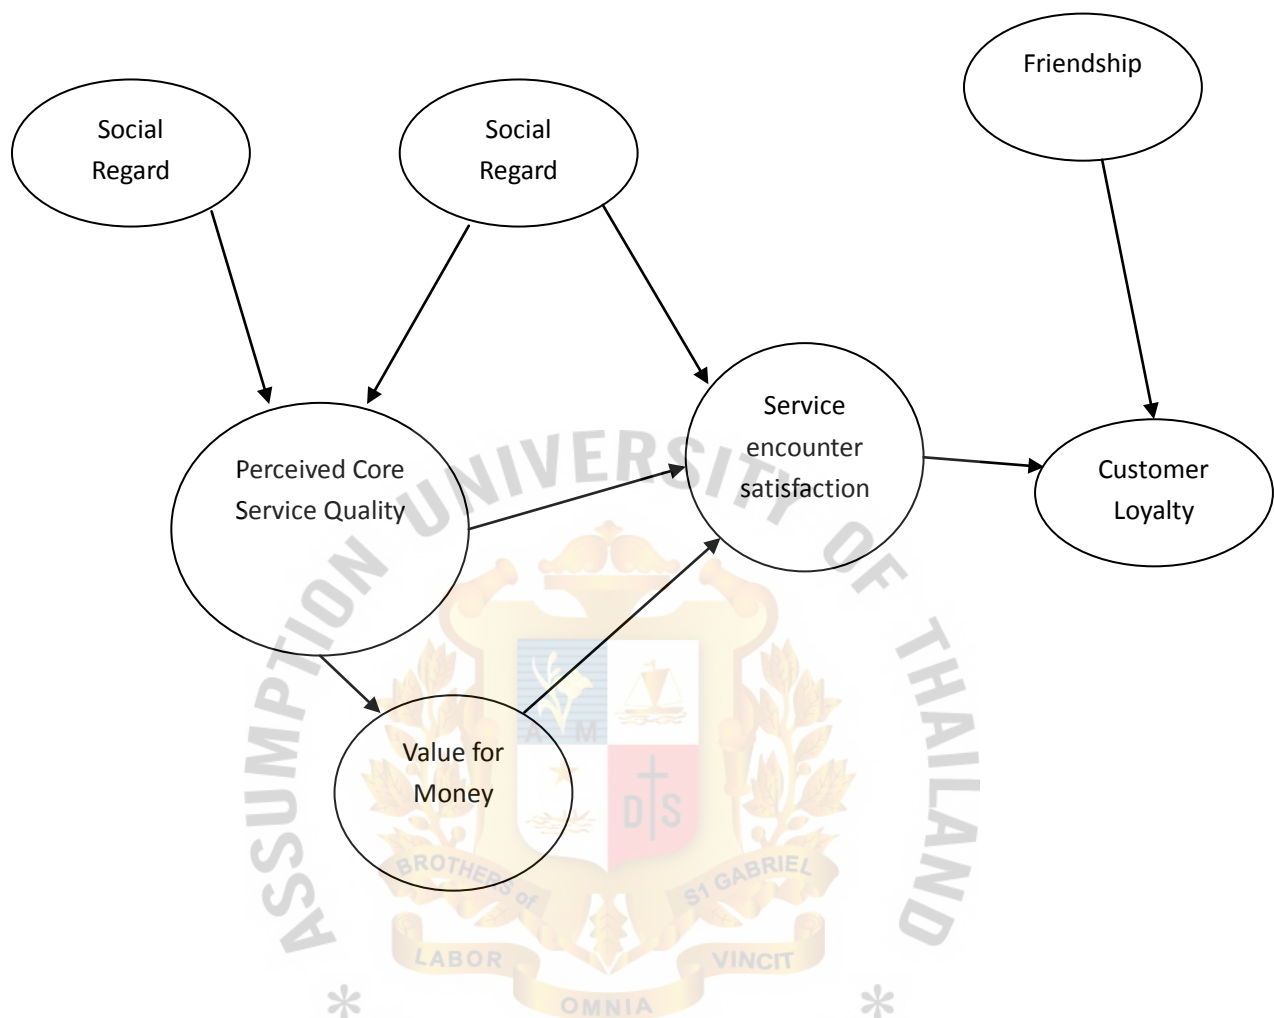 Friendship
Social
Regard
Social
Regard
Service
encounter
satisfaction
Perceived Core
Service Quality
Customer
Loyalty
Value for
Money
ASSUMPTION UNIVERSITY OF THAILAND
A M
D S
BROTHERS of
S1 GABRIEL
LABOR
VINCIT
OMNIA